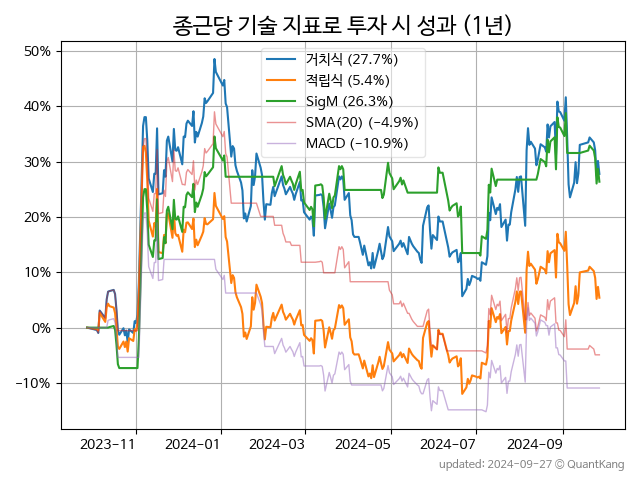 종근당 기술 지표로 투자 시 성과 (1년)
50%
40%
30%
20%
10%
0%
−10%
거치식 (27.7%)
적립식 (5.4%)
SigM (26.3%)
SMA(20) (−4.9%)
MACD (−10.9%)
2023-11
2024-01
2024-03
2024-05
2024-07
2024-09
updated: 2024-09-27 © QuantKang